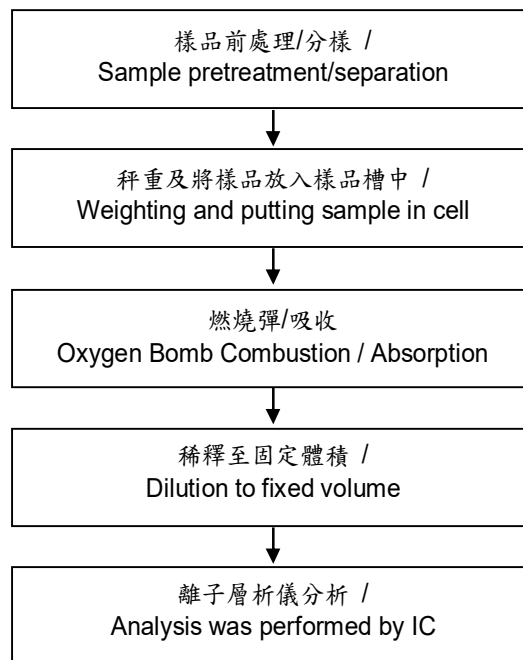 樣品前處理/分樣 /
Sample pretreatment/separation
秤重及將樣品放入樣品槽中 /
Weighting and putting sample in cell
燃燒彈/吸收
Oxygen Bomb Combustion / Absorption
稀釋至固定體積 /
Dilution to fixed volume
離子層析儀分析 /
Analysis was performed by IC